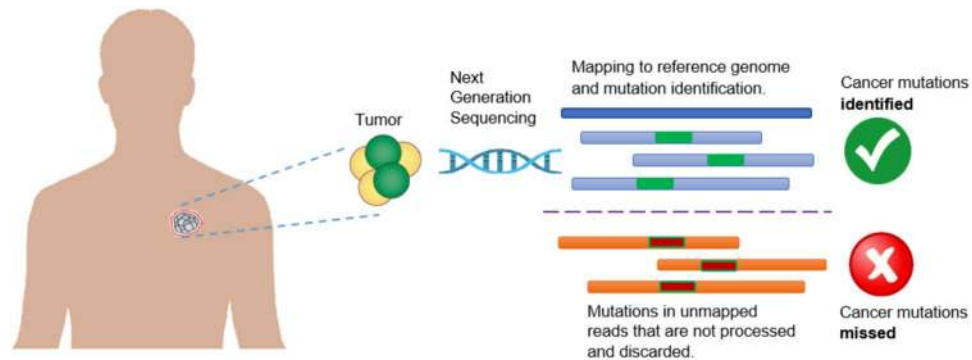 Tumor
Next
Generation
Sequencing
Mapping to reference genome
and mutation identification.
Cancer mutations
identified
Mutations in unmapped
reads that are not processed
and discarded.
Cancer mutations
missed